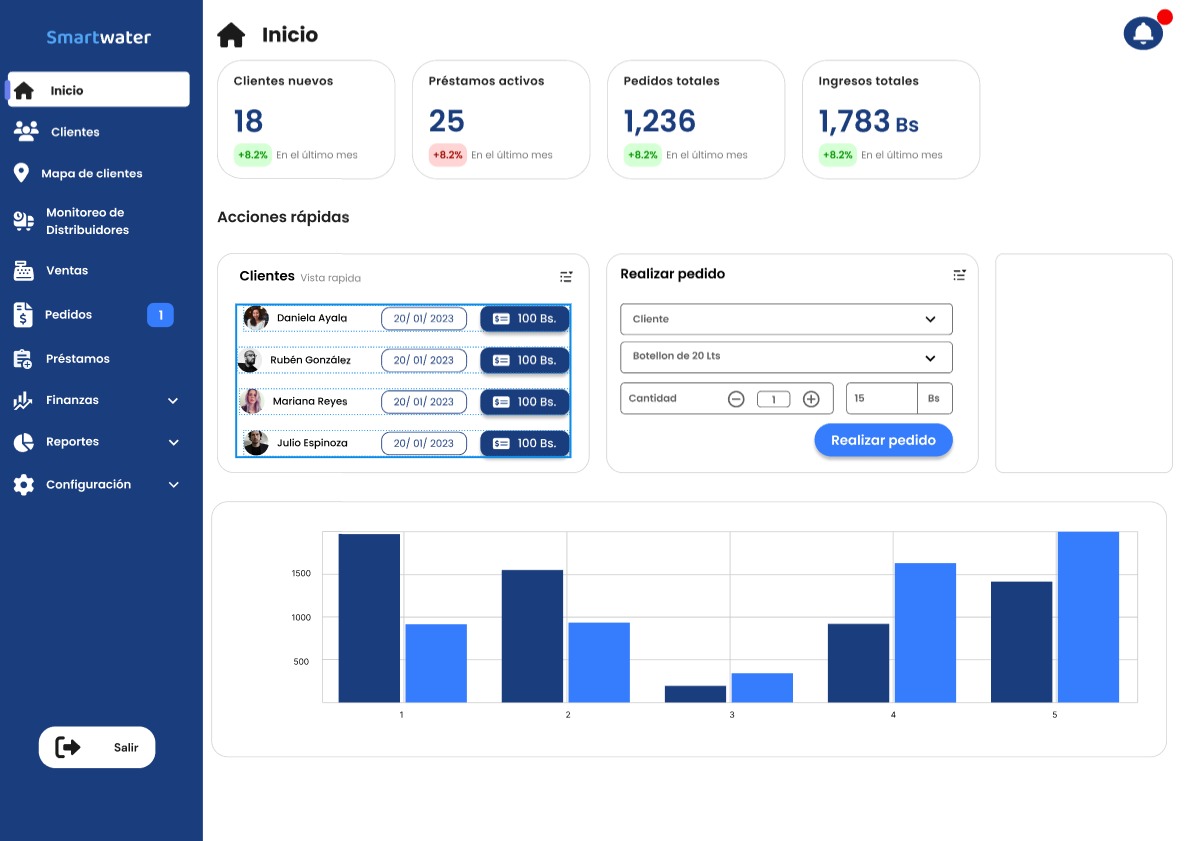 Smartwater
Inicio
Clientes
Mapa de clientes
Monitoreo de
Distribuidores
Ventas
Pedidos 1
Préstamos
Finanzas
Reportes
Configuración
Salir
Inicio
Clientes nuevos
18
+8.2% En el último mes
Préstamos activos
25
+8.2% En el último mes
Pedidos totales
1,236
+8.2% En el último mes
Ingresos totales
1,783 Bs
+8.2% En el último mes
Acciones rápidas
Clientes Vista rapida
Daniela Ayala 20/ 01/ 2023 100 Bs.
Rubén González 20/ 01/ 2023 100 Bs.
Mariana Reyes 20/ 01/ 2023 100 Bs.
Julio Espinoza 20/ 01/ 2023 100 Bs.
Realizar pedido
Cliente
Botellon de 20 Lts
Cantidad 1 15 Bs
Realizar pedido
1500
1000
500
1 2 3 4 5